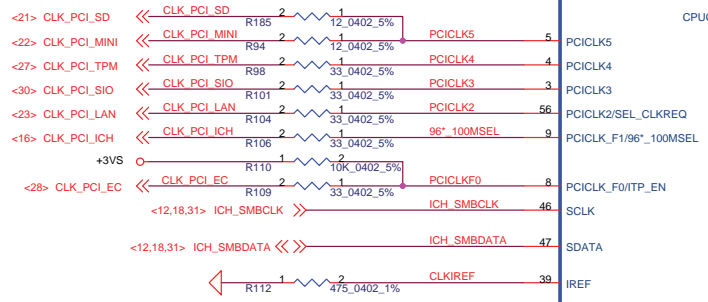 <21> CLK_PCI_SD CLK_PCI_SD 2 1 CPU
R185 12_0402_5%
<22> CLK_PCI_MINI CLK_PCI_MINI 2 1 PCICLK5 5 PCICLK5
R94 12_0402_5%
<27> CLK_PCI_TPM CLK_PCI_TPM 2 1 PCICLK4 4 PCICLK4
R98 33_0402_5%
<30> CLK_PCI_SIO CLK_PCI_SIO 2 1 PCICLK3 3 PCICLK3
R101 33_0402_5%
<23> CLK_PCI_LAN CLK_PCI_LAN 2 1 PCICLK2 56 PCICLK2/SEL_CLKREQ
R104 33_0402_5%
<16> CLK_PCI_ICH CLK_PCI_ICH 2 1 96*_100MSEL 9 PCICLK_F1/96*_100MSEL
R106 33_0402_5%
+3VS 1 2
R110 10K_0402_5%
<28> CLK_PCI_EC CLK_PCI_EC 2 1 PCICLKF0 8 PCICLK_F0/ITP_EN
R109 33_0402_5%
<12,18,31> ICH_SMBCLK ICH_SMBCLK 46 SCLK
<12,18,31> ICH_SMBDATA ICH_SMBDATA 47 SDATA
1 2 CLKIREF 39 IREF
R112 475_0402_1%